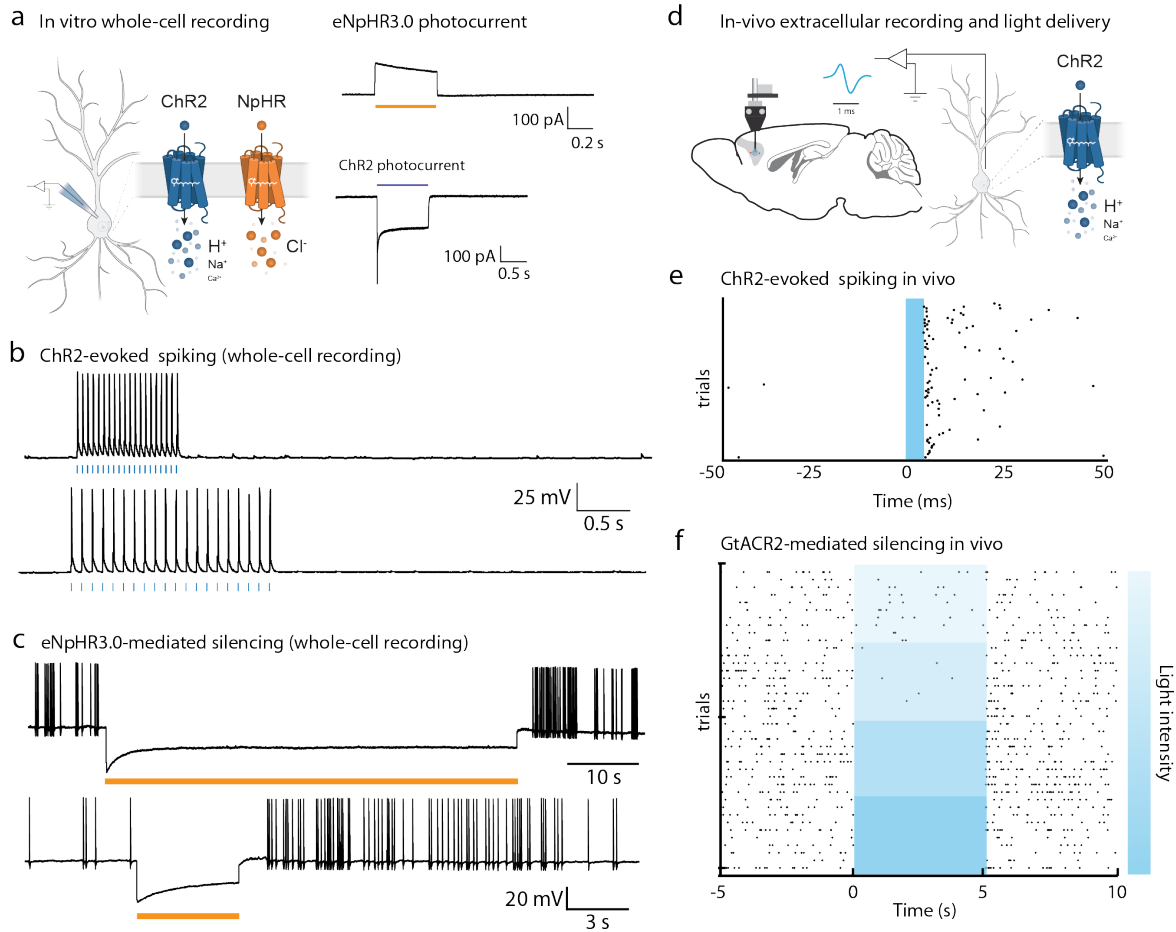 a In vitro whole-cell recording
eNpHR3.0 photocurrent
ChR2 NpHR
H⁺
Na⁺
Ca²⁺
Cl⁻
100 pA
0.2 s
ChR2 photocurrent
100 pA
0.5 s
b ChR2-evoked spiking (whole-cell recording)
25 mV
0.5 s
c eNpHR3.0-mediated silencing (whole-cell recording)
10 s
20 mV
3 s
d In-vivo extracellular recording and light delivery
1 ms
ChR2
H⁺
Na⁺
Ca²⁺
e ChR2-evoked spiking in vivo
trials
-50 -25 0 25 50
Time (ms)
f GtACR2-mediated silencing in vivo
trials
Light intensity
-5 0 5 10
Time (s)